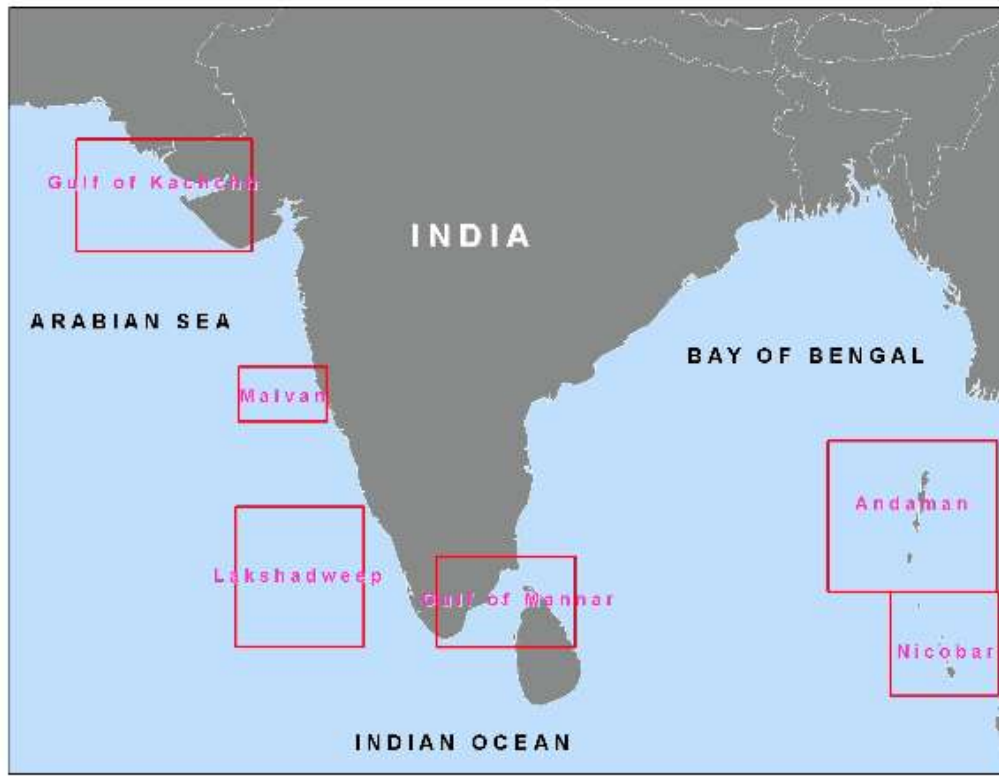 Gulf of Kachchh
INDIA
ARABIAN SEA
BAY OF BENGAL
Malvan
Andaman
Lakshadweep
Gulf of Mannar
Nicobar
INDIAN OCEAN